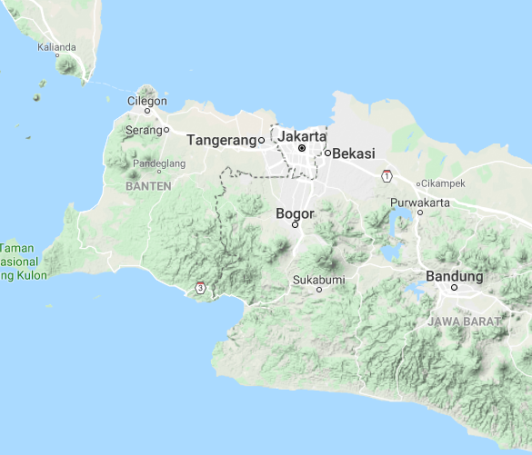 Kalianda
Cilegon
Serang
Tangerang
Jakarta
Bekasi
Pandeglang
BANTEN
1
Cikampek
Purwakarta
Bogor
Taman
asional
ng Kulon
Sukabumi
Bandung
3
JAWA BARAT